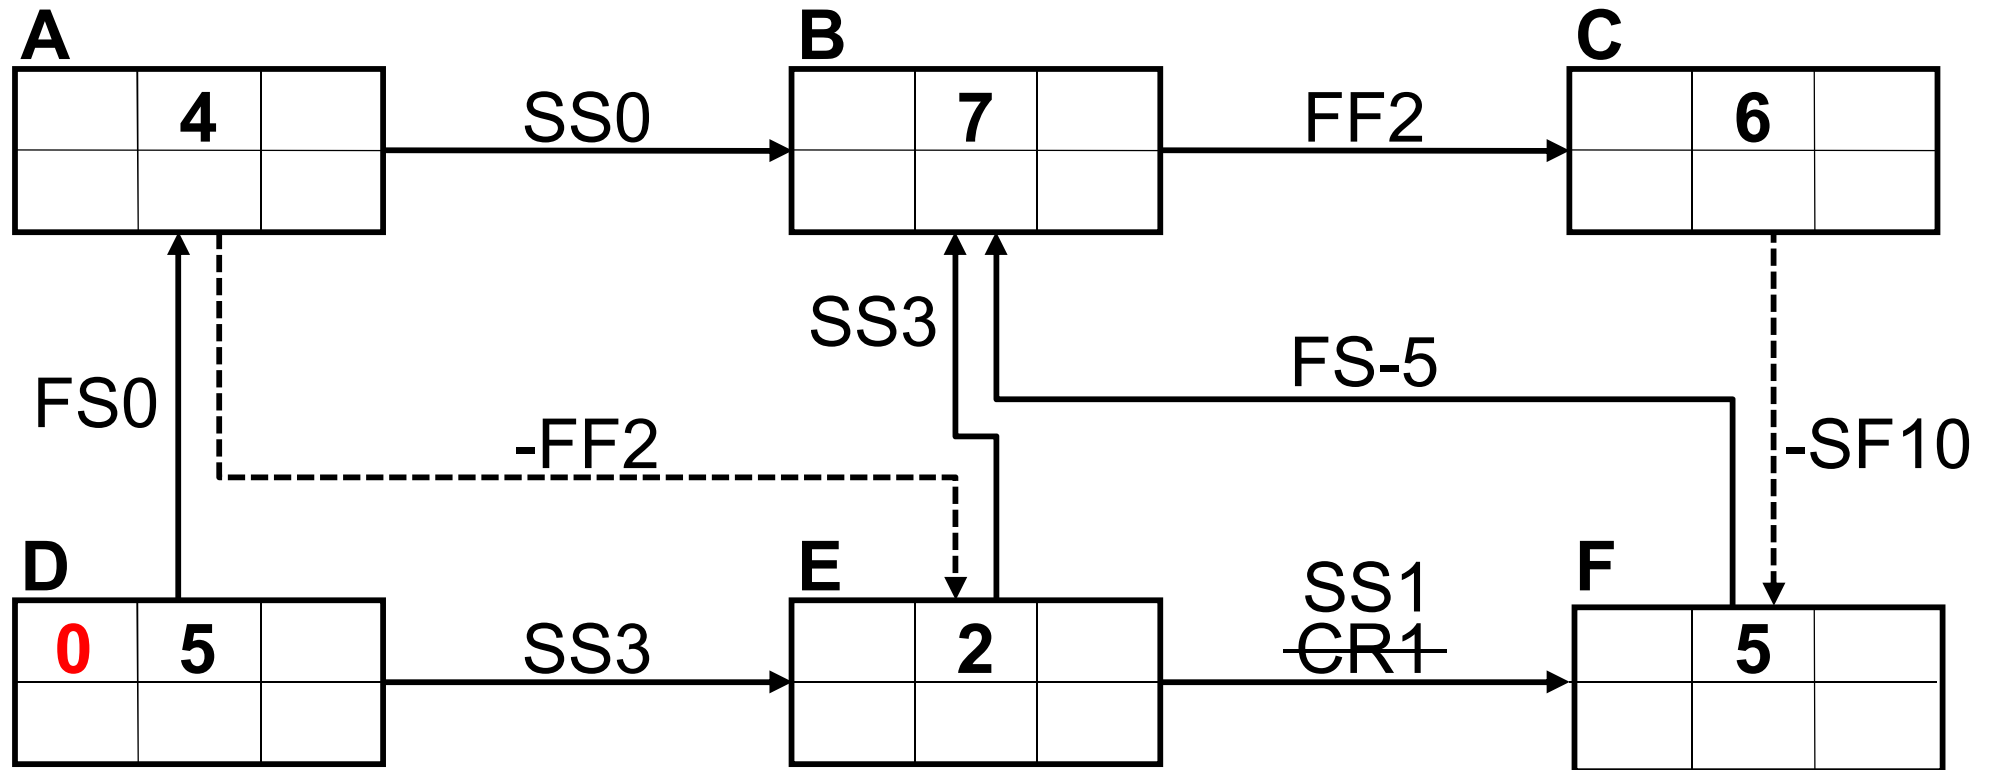 A B C
4 SS0 7 FF2 6
SS3
FS-5
FS0
-FF2
-SF10
D E F
SS1
0 5 SS3 2 CR1 5